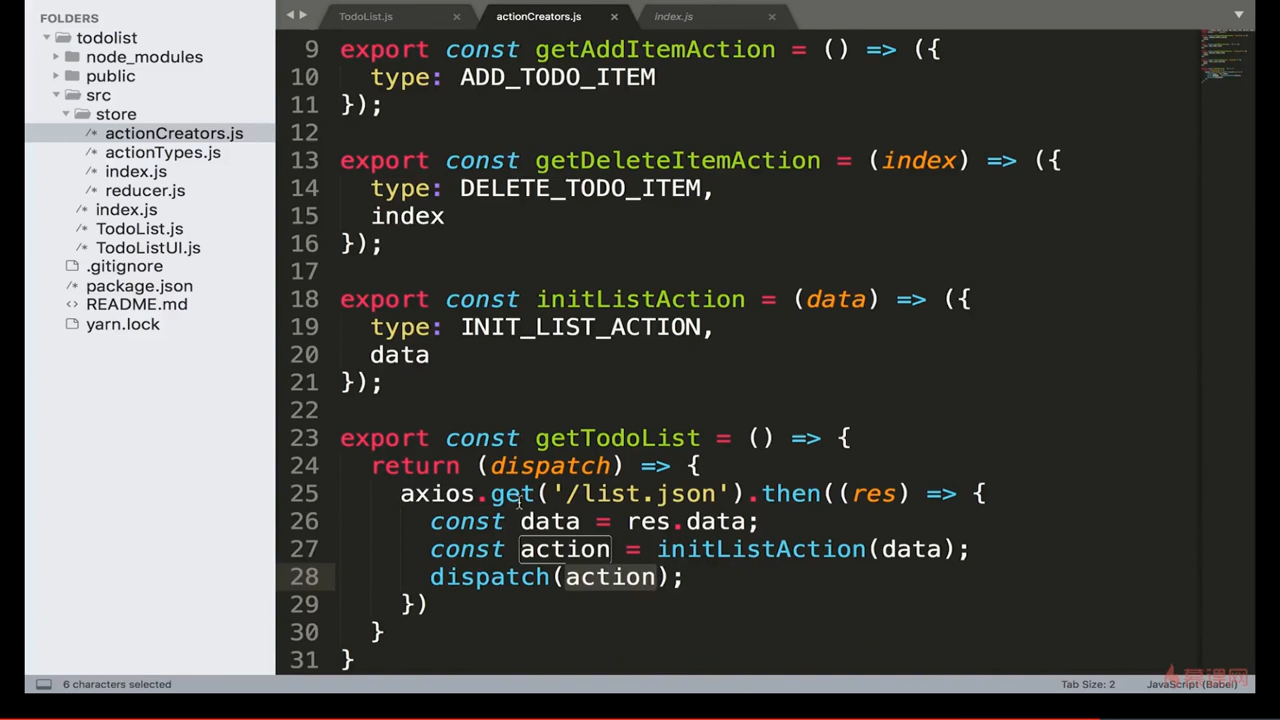 FOLDERS
todolist
node_modules
public
src
store
/* actionCreators.js
/* actionTypes.js
/* index.js
/* reducer.js
/* index.js
/* TodoList.js
/* TodoListUI.js
.gitignore
package.json
<> README.md
yarn.lock
TodoList.js × actionCreators.js × index.js ×
9 export const getAddItemAction = () => ({
10 type: ADD_TODO_ITEM
11 });
12
13 export const getDeleteItemAction = (index) => ({
14 type: DELETE_TODO_ITEM,
15 index
16 });
17
18 export const initListAction = (data) => ({
19 type: INIT_LIST_ACTION,
20 data
21 });
22
23 export const getTodoList = () => {
24 return (dispatch) => {
25 axios.get('/list.json').then((res) => {
26 const data = res.data;
27 const action = initListAction(data);
28 dispatch(action);
29 })
30 }
31 }
6 characters selected
Tab Size: 2
JavaScript (Babel)
慕课网